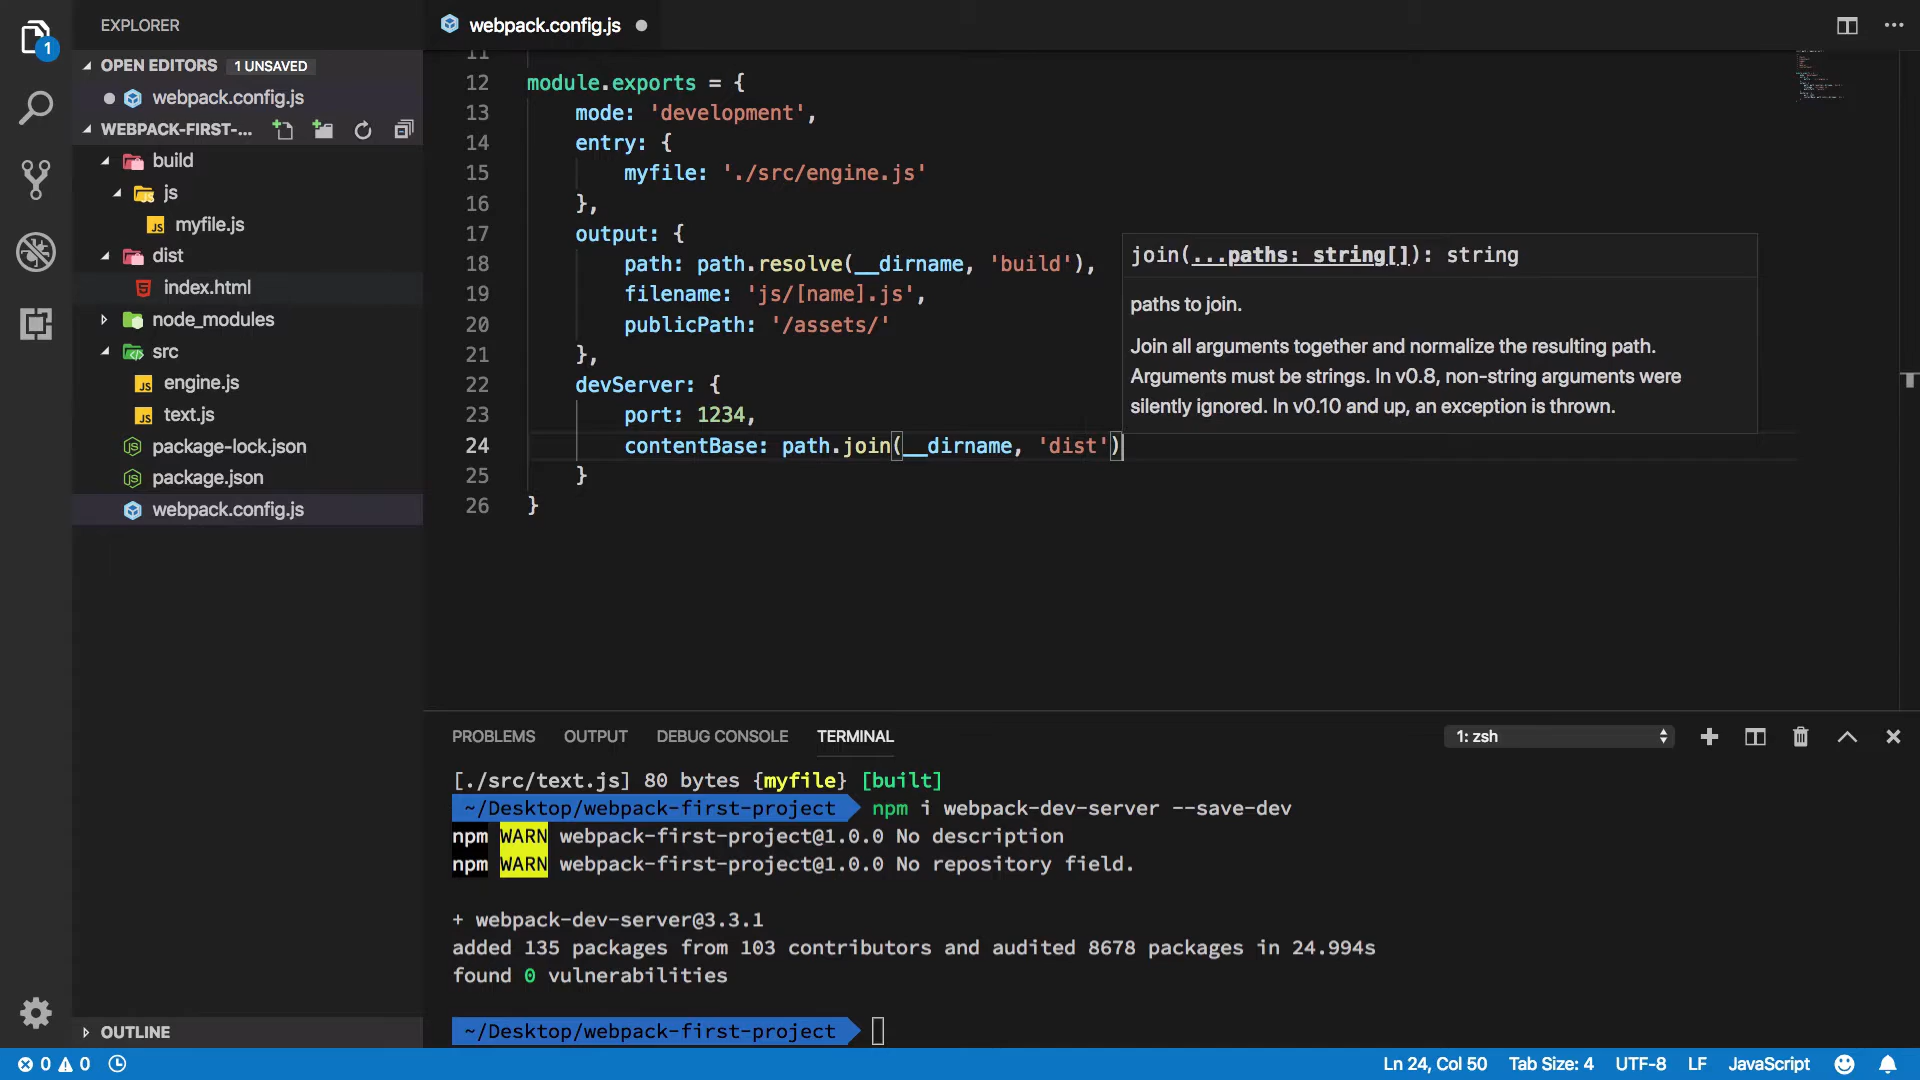 EXPLORER
1
OPEN EDITORS 1 UNSAVED
webpack.config.js
WEBPACK-FIRST-...
build
js
JS myfile.js
dist
index.html
node_modules
src
JS engine.js
JS text.js
package-lock.json
package.json
webpack.config.js
OUTLINE
webpack.config.js
11
12 module.exports = {
13 mode: 'development',
14 entry: {
15 myfile: './src/engine.js'
16 },
17 output: {
18 path: path.resolve(__dirname, 'build'),
19 filename: 'js/[name].js',
20 publicPath: '/assets/'
21 },
22 devServer: {
23 port: 1234,
24 contentBase: path.join(__dirname, 'dist')
25 }
26 }
join(...paths: string[]): string
paths to join.
Join all arguments together and normalize the resulting path.
Arguments must be strings. In v0.8, non-string arguments were
silently ignored. In v0.10 and up, an exception is thrown.
PROBLEMS OUTPUT DEBUG CONSOLE TERMINAL 1: zsh
[./src/text.js] 80 bytes {myfile} [built]
~/Desktop/webpack-first-project npm i webpack-dev-server --save-dev
npm WARN webpack-first-project@1.0.0 No description
npm WARN webpack-first-project@1.0.0 No repository field.
+ webpack-dev-server@3.3.1
added 135 packages from 103 contributors and audited 8678 packages in 24.994s
found 0 vulnerabilities
~/Desktop/webpack-first-project
0 0 Ln 24, Col 50 Tab Size: 4 UTF-8 LF JavaScript